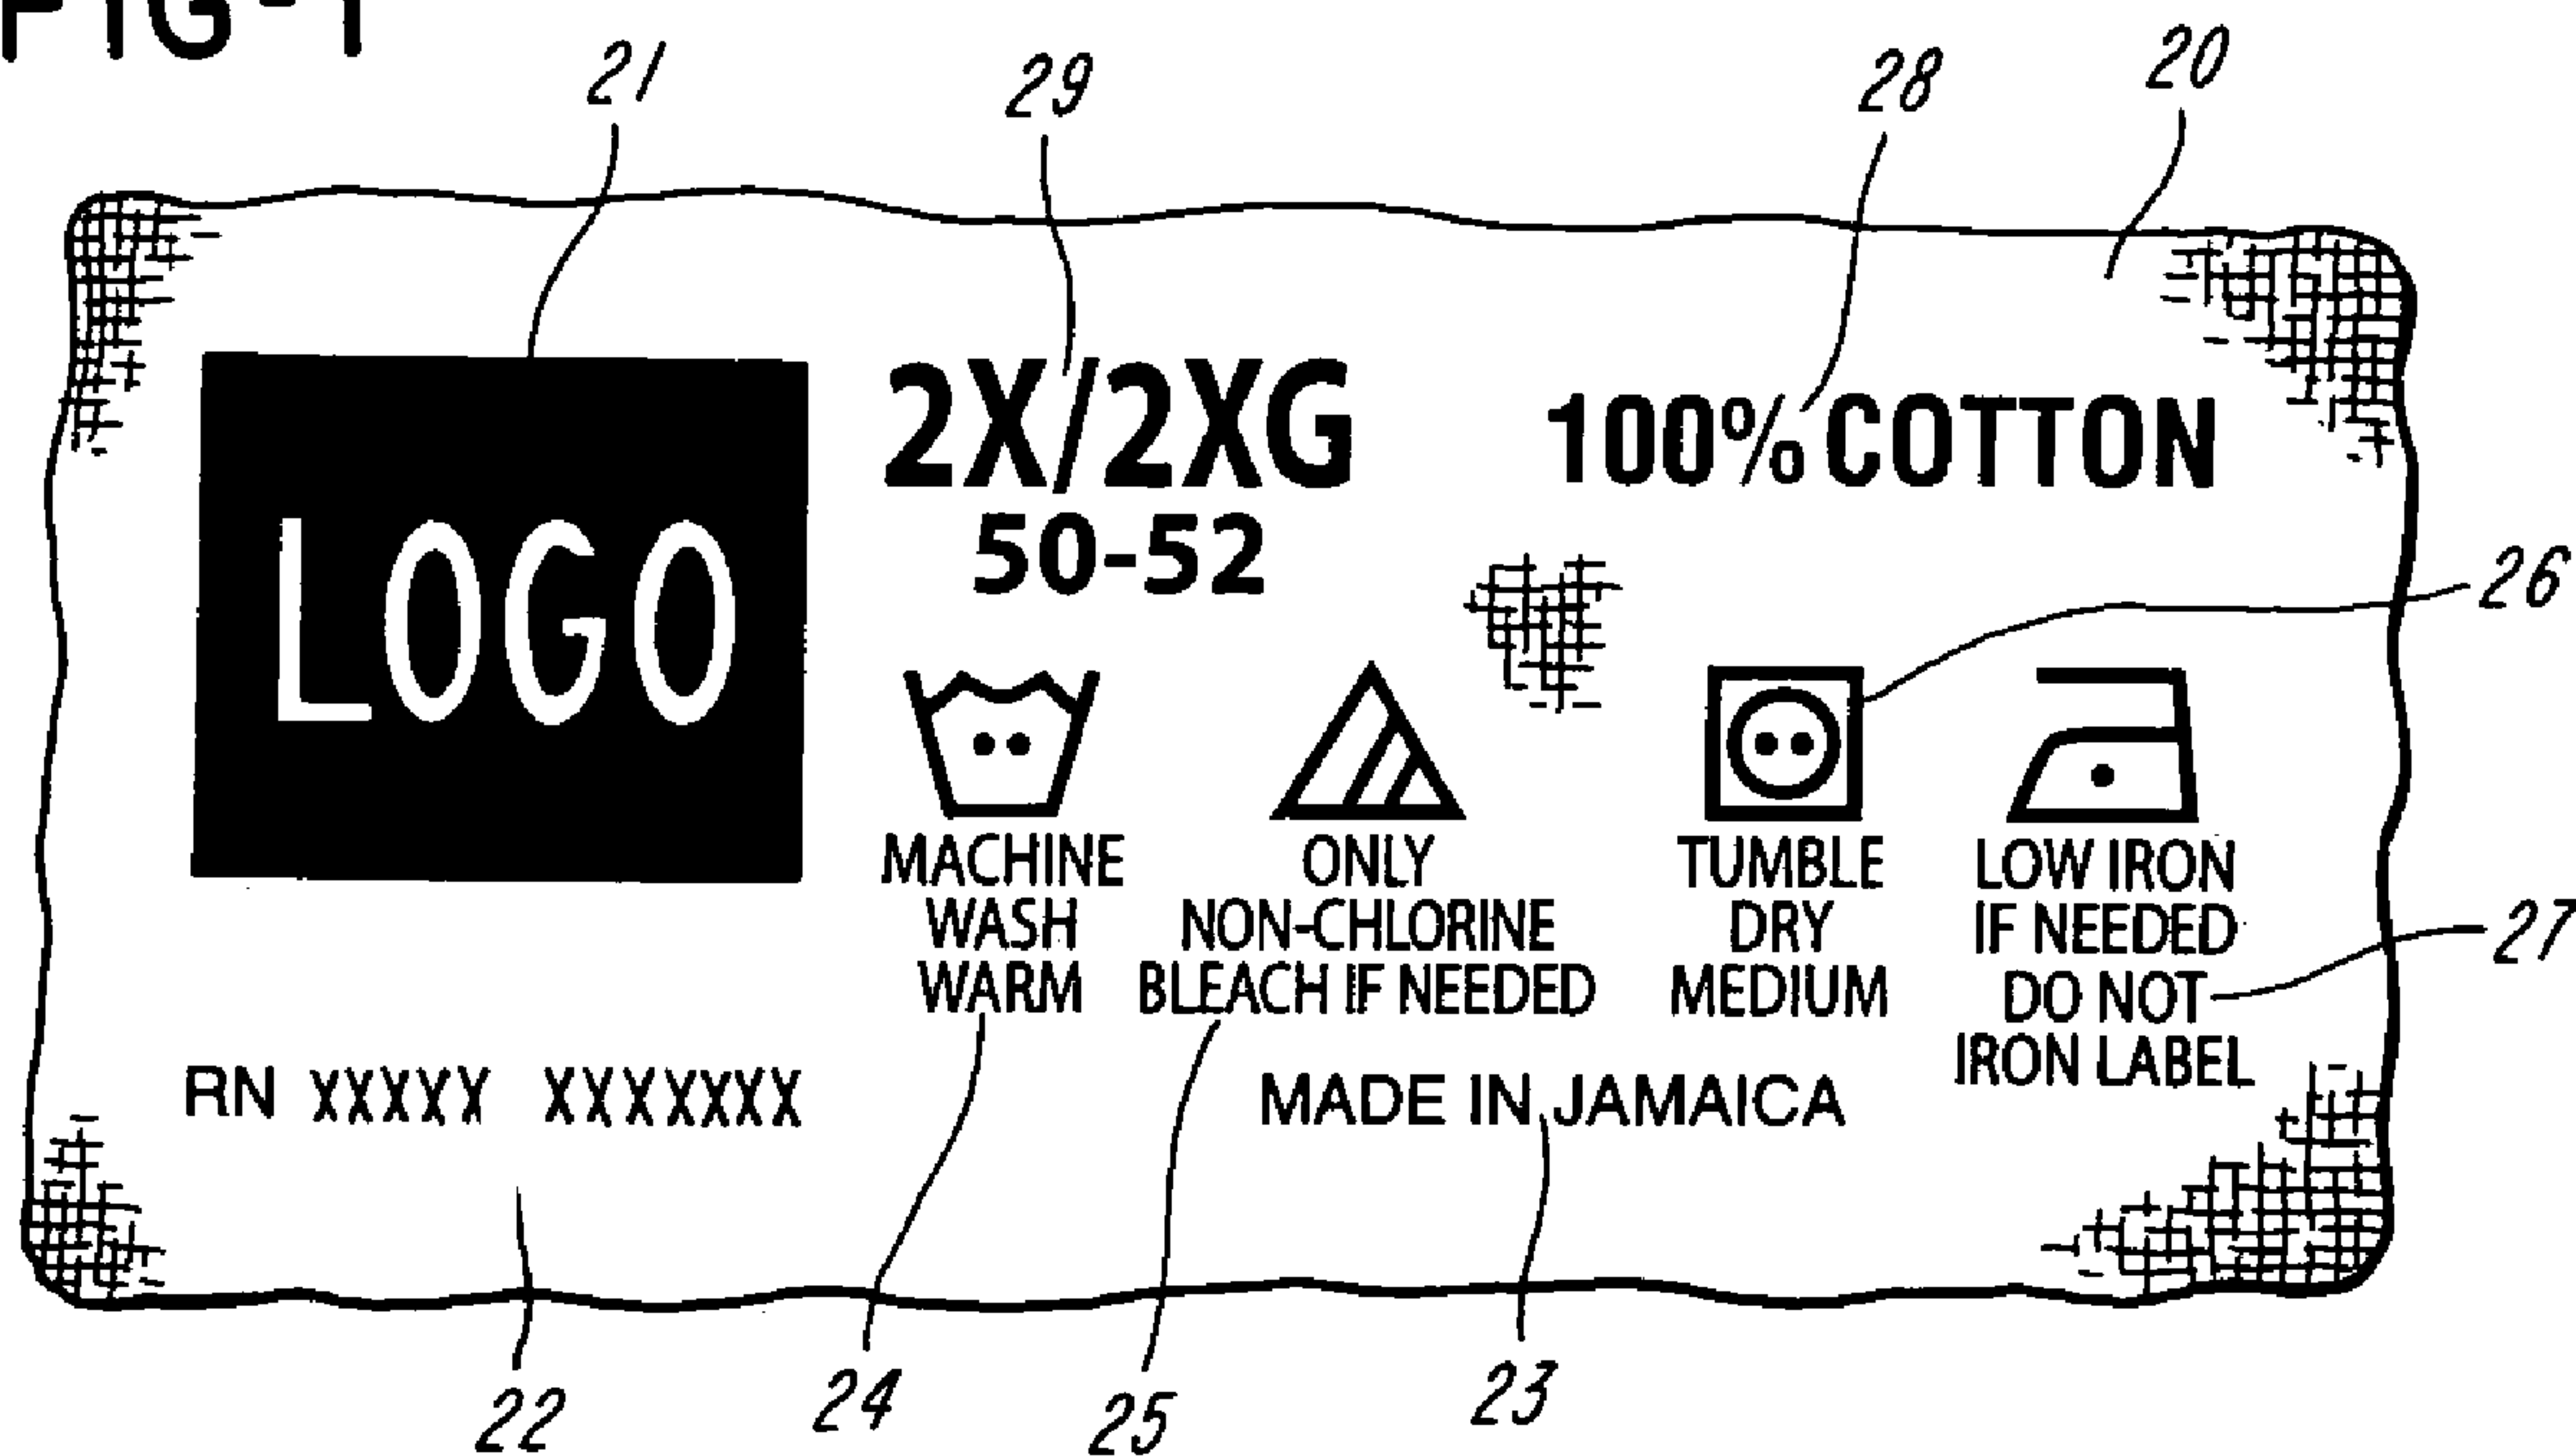 FIG-1
21
29
28
20
2X/2XG
50-52
100% COTTON
LOGO
26
MACHINE
WASH
WARM
ONLY
NON-CHLORINE
BLEACH IF NEEDED
TUMBLE
DRY
MEDIUM
LOW IRON
IF NEEDED
DO NOT
IRON LABEL
27
RN XXXXX XXXXXXX
MADE IN JAMAICA
22
24
25
23